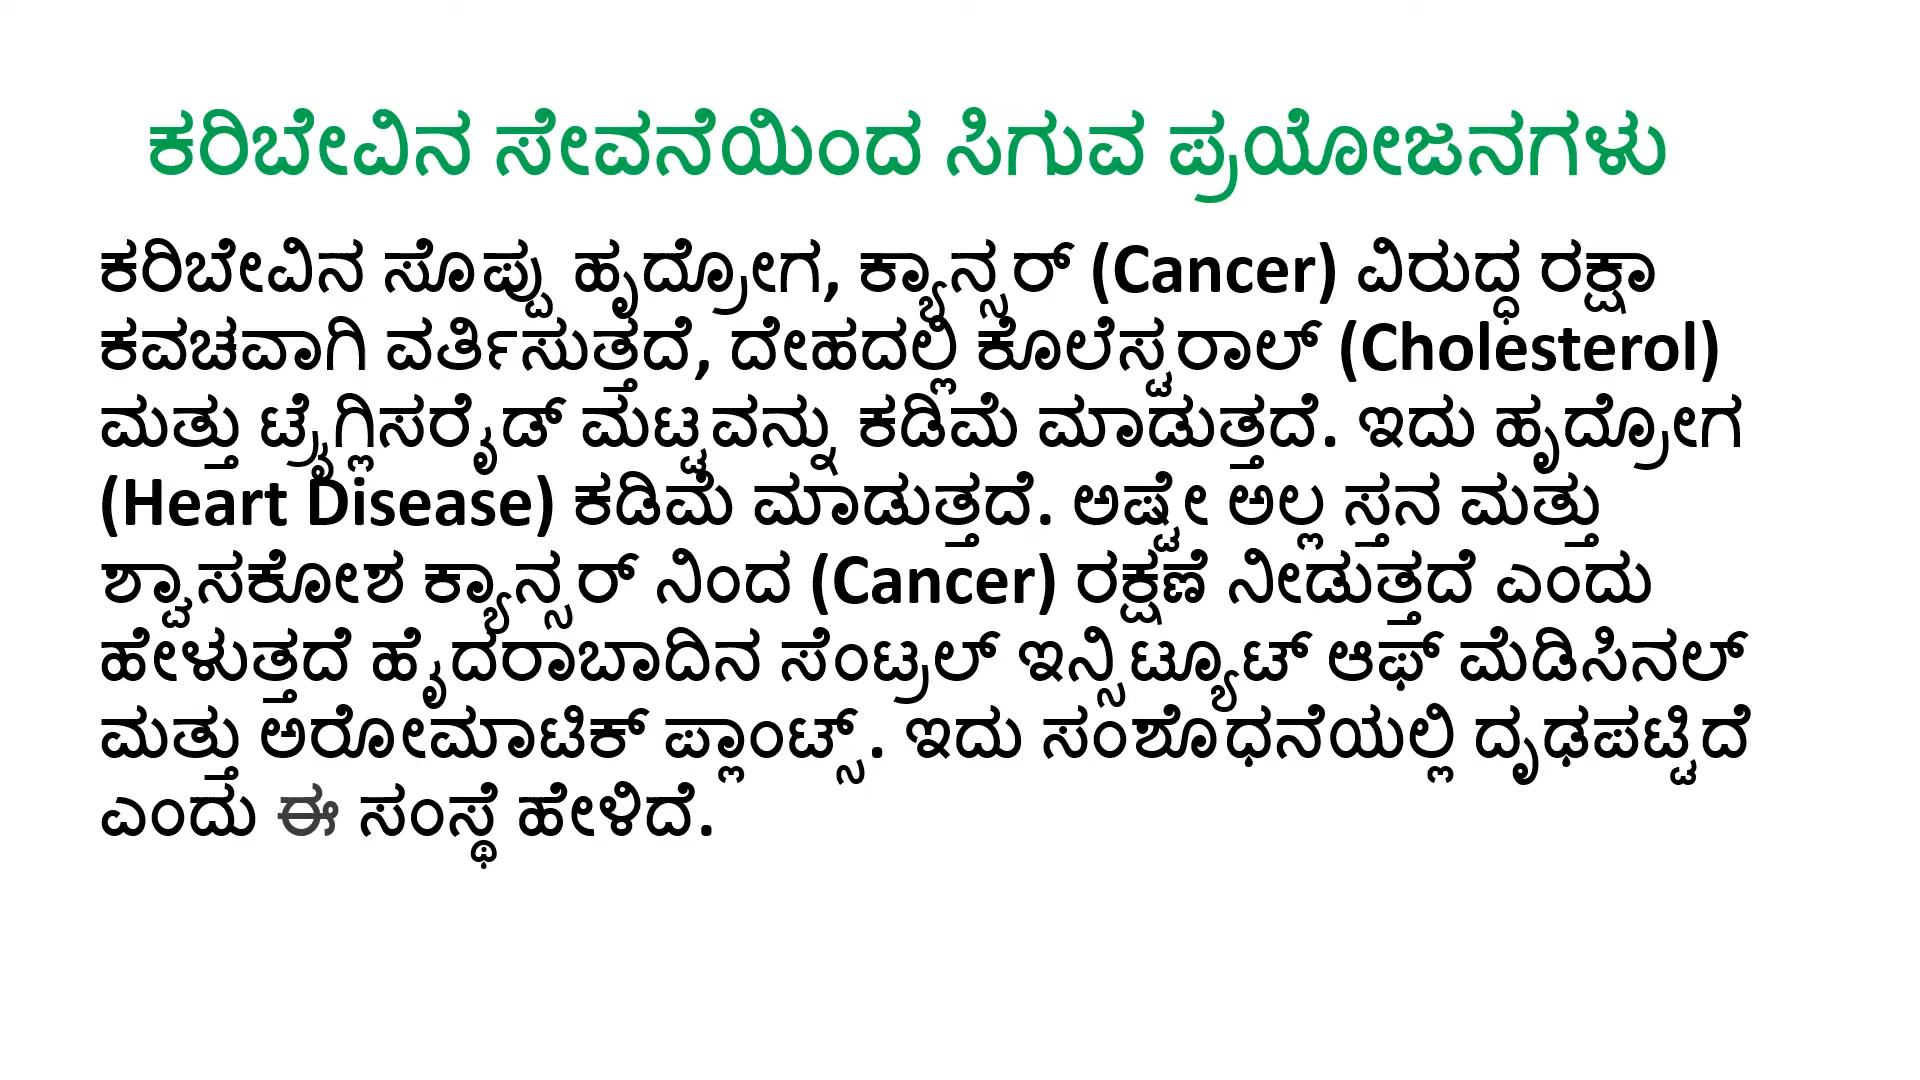 ಕರಿಬೇವಿನ ಸೇವನೆಯಿಂದ ಸಿಗುವ ಪ್ರಯೋಜನಗಳು
ಕರಿಬೇವಿನ ಸೊಪ್ಪು ಹೃದ್ರೋಗ, ಕ್ಯಾನ್ಸರ್ (Cancer) ವಿರುದ್ಧ ರಕ್ಷಾ
ಕವಚವಾಗಿ ವರ್ತಿಸುತ್ತದೆ, ದೇಹದಲ್ಲಿ ಕೊಲೆಸ್ಟರಾಲ್ (Cholesterol)
ಮತ್ತು ಟ್ರೈಗ್ಲಿಸರೈಡ್ ಮಟ್ಟವನ್ನು ಕಡಿಮೆ ಮಾಡುತ್ತದೆ. ಇದು ಹೃದ್ರೋಗ
(Heart Disease) ಕಡಿಮೆ ಮಾಡುತ್ತದೆ. ಅಷ್ಟೇ ಅಲ್ಲ ಸ್ತನ ಮತ್ತು
ಶ್ವಾಸಕೋಶ ಕ್ಯಾನ್ಸರ್ ನಿಂದ (Cancer) ರಕ್ಷಣೆ ನೀಡುತ್ತದೆ ಎಂದು
ಹೇಳುತ್ತದೆ ಹೈದರಾಬಾದಿನ ಸೆಂಟ್ರಲ್ ಇನ್ಸಿಟ್ಯೂಟ್ ಆಫ್ ಮೆಡಿಸಿನಲ್
ಮತ್ತು ಅರೋಮಾಟಿಕ್ ಪ್ಲಾಂಟ್ಸ್. ಇದು ಸಂಶೊಧನೆಯಲ್ಲಿ ದೃಢಪಟ್ಟಿದೆ
ಎಂದು ಈ ಸಂಸ್ಥೆ ಹೇಳಿದೆ.